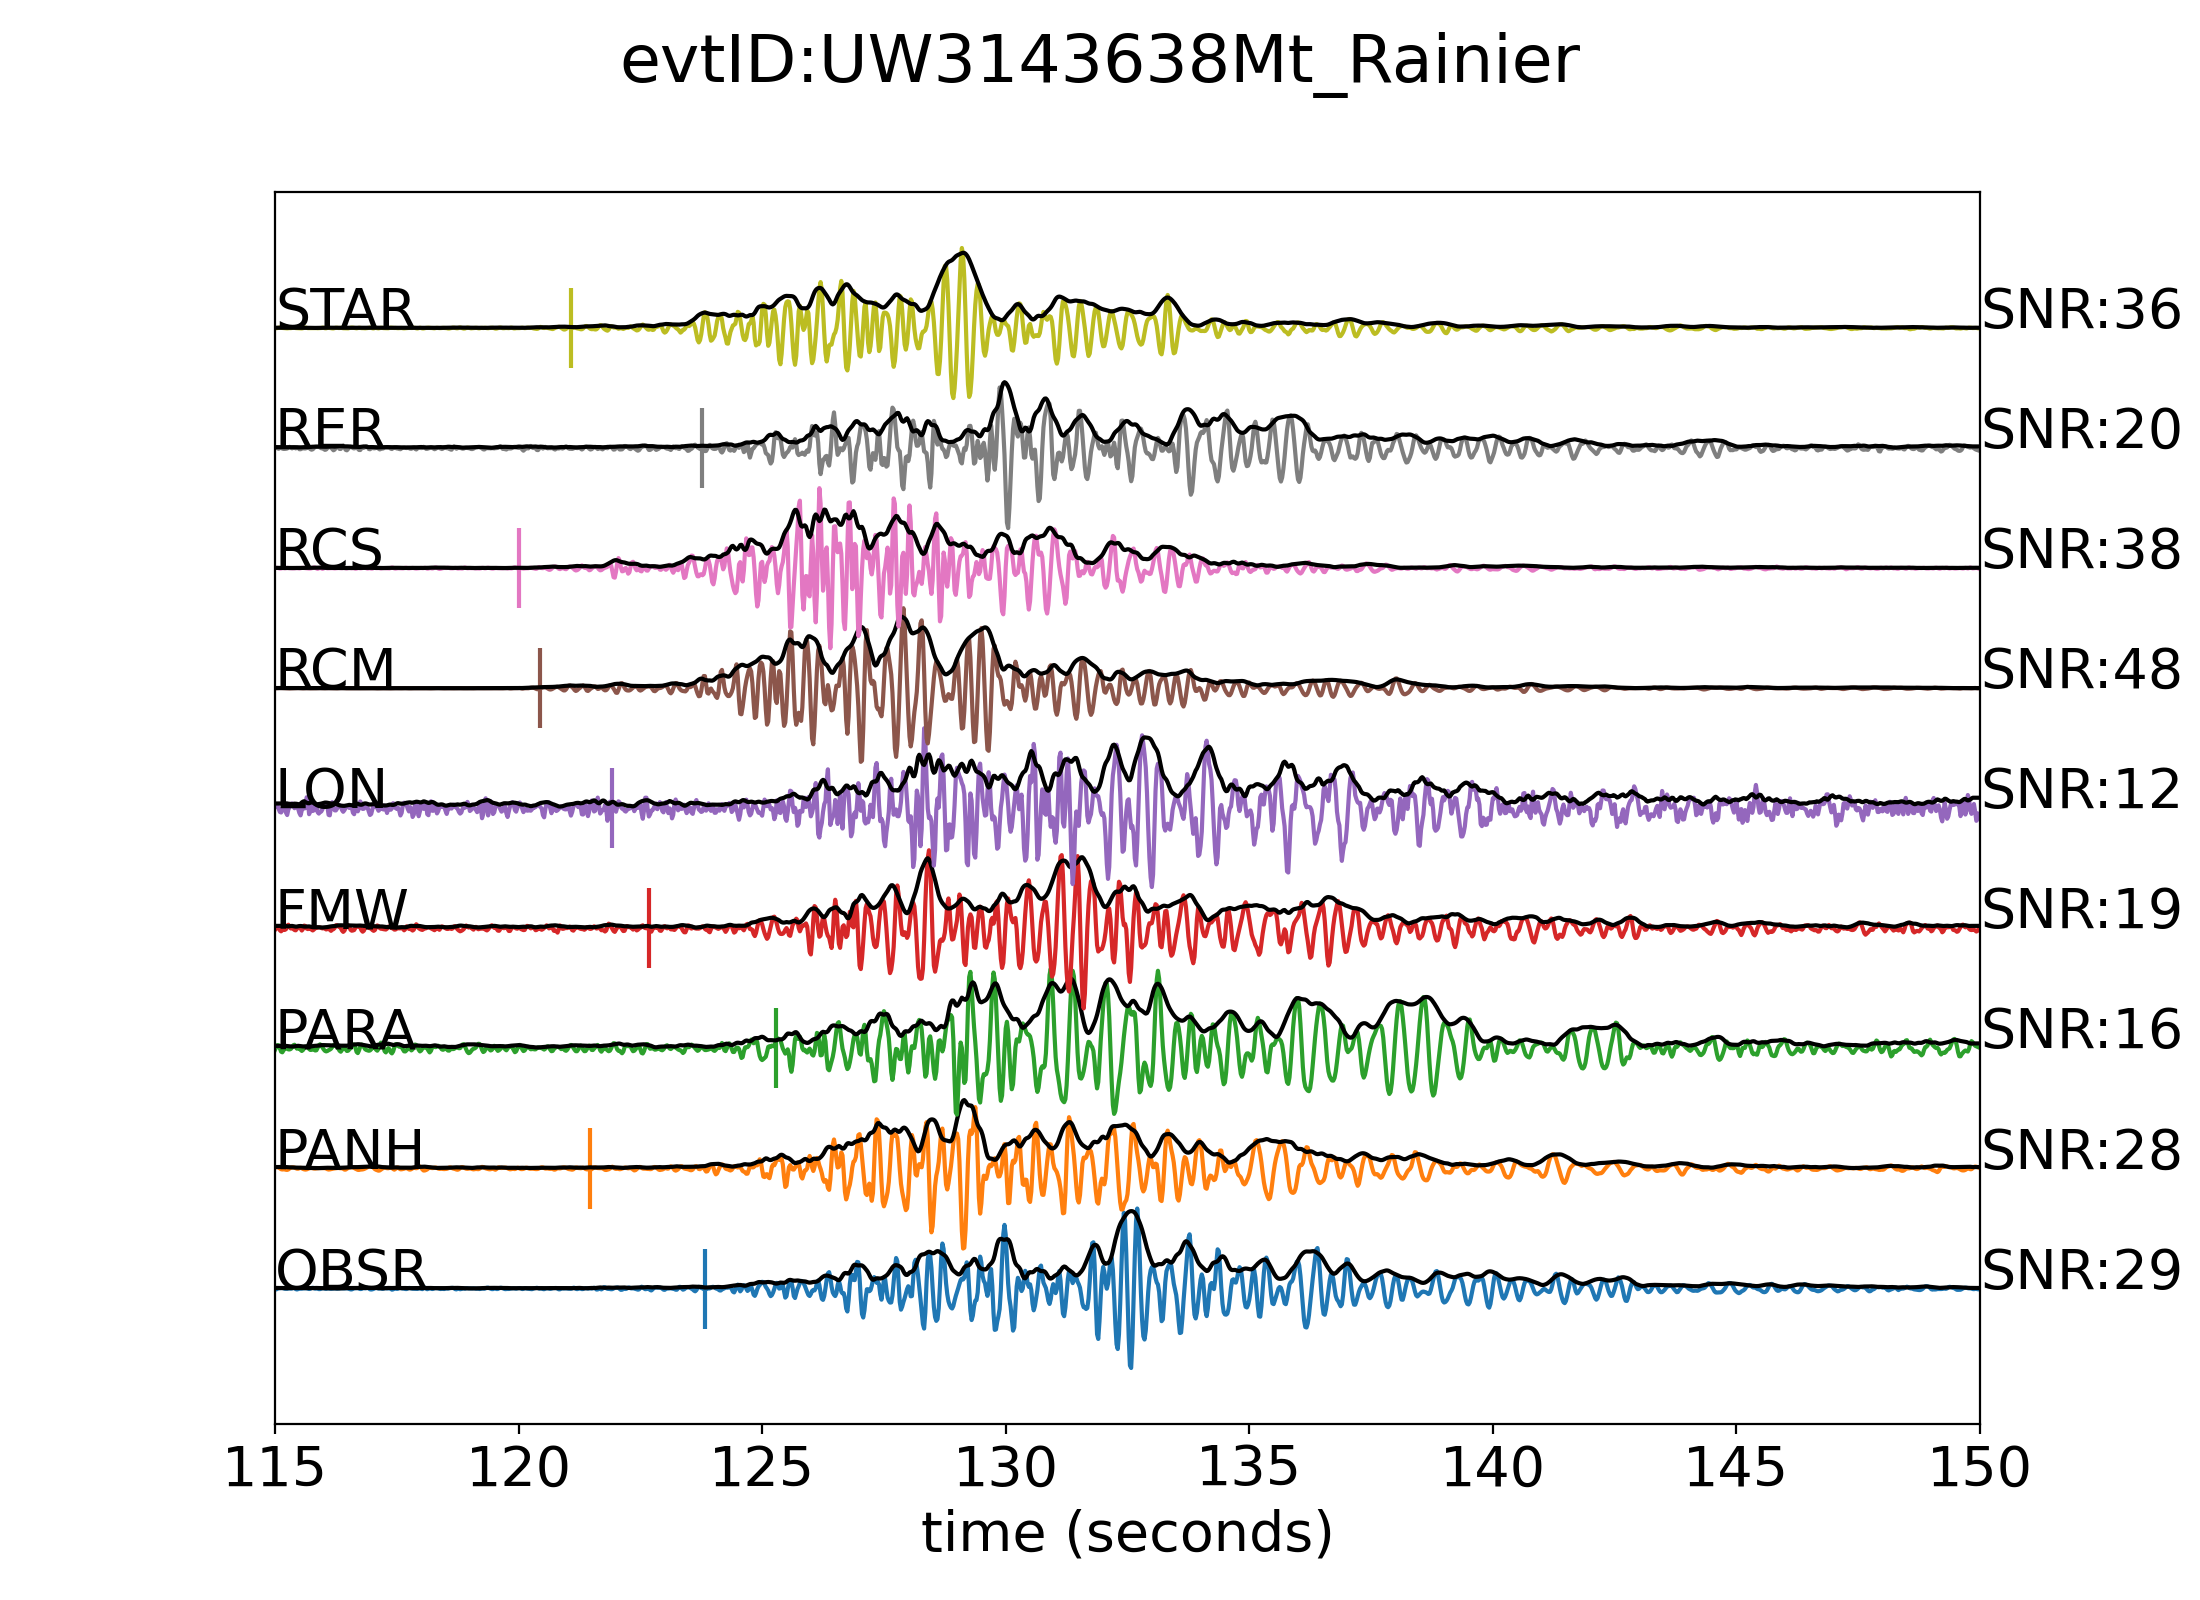 evtID:UW3143638Mt_Rainier
STAR SNR:36
RER SNR:20
RCS SNR:38
RCM SNR:48
LON SNR:12
FMW SNR:19
PARA SNR:16
PANH SNR:28
OBSR SNR:29
115 120 125 130 135 140 145 150
time (seconds)